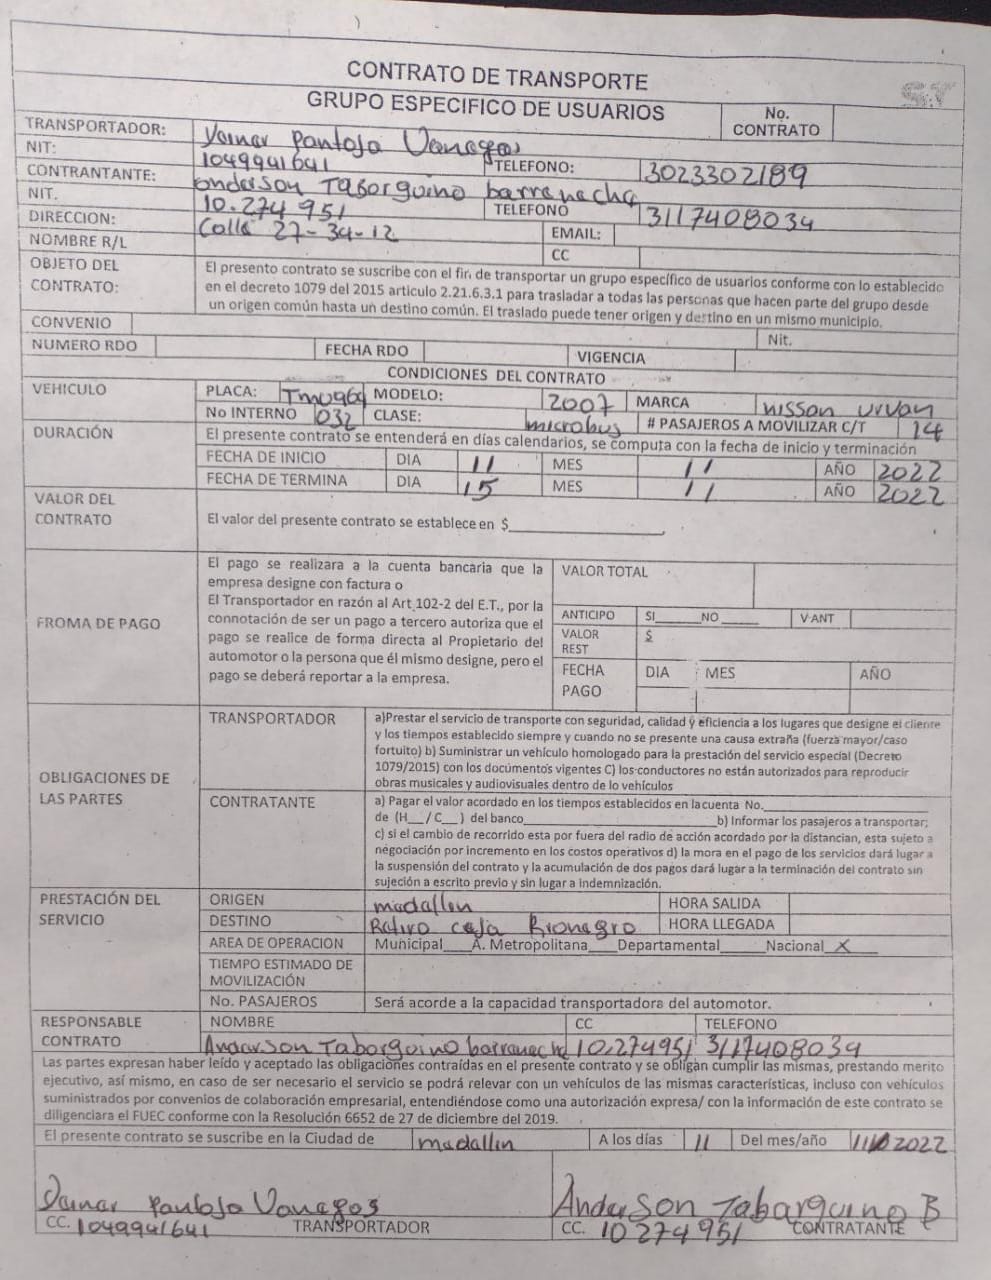 CONTRATO DE TRANSPORTE
GRUPO ESPECIFICO DE USUARIOS No. CONTRATO
TRANSPORTADOR: Yamar Pantoja Vanegas
NIT: 1049941641 TELEFONO: 3023302189
CONTRANTANTE: anderson Taborquino barranecha
NIT. 10.274 951 TELEFONO 3117408034
DIRECCION: Calla 27-34-12 EMAIL:
NOMBRE R/L CC
OBJETO DEL CONTRATO: El presento contrato se suscribe con el fin de transportar un grupo específico de usuarios conforme con lo establecido
en el decreto 1079 del 2015 articulo 2.21.6.3.1 para trasladar a todas las personas que hacen parte del grupo desde
un origen común hasta un destino común. El traslado puede tener origen y destino en un mismo municipio.
CONVENIO Nit.
NUMERO RDO FECHA RDO VIGENCIA
CONDICIONES DEL CONTRATO
VEHICULO PLACA: MODELO: 2007 MARCA nisson urvan
No INTERNO 032 CLASE: microbus # PASAJEROS A MOVILIZAR C/T 14
DURACIÓN El presente contrato se entenderá en días calendarios, se computa con la fecha de inicio y terminación
FECHA DE INICIO DIA 11 MES 11 AÑO 2022
FECHA DE TERMINA DIA 15 MES 11 AÑO 2022
VALOR DEL CONTRATO El valor del presente contrato se establece en $
FROMA DE PAGO
El pago se realizara a la cuenta bancaria que la
empresa designe con factura o
El Transportador en razón al Art.102-2 del E.T., por la
connotación de ser un pago a tercero autoriza que el
pago se realice de forma directa al Propietario del
automotor o la persona que él mismo designe, pero el
pago se deberá reportar a la empresa.
VALOR TOTAL
ANTICIPO SI____NO____ V·ANT
VALOR REST $
FECHA PAGO DIA MES AÑO
OBLIGACIONES DE LAS PARTES
TRANSPORTADOR
a)Prestar el servicio de transporte con seguridad, calidad y eficiencia a los lugares que designe el cliente
y los tiempos establecido siempre y cuando no se presente una causa extraña (fuerza mayor/caso
fortuito) b) Suministrar un vehículo homologado para la prestación del servicio especial (Decreto
1079/2015) con los documentos vigentes C) los conductores no están autorizados para reproducir
obras musicales y audiovisuales dentro de lo vehículos
CONTRATANTE
a) Pagar el valor acordado en los tiempos establecidos en la cuenta No.
de (H__/C__) del banco____ b) Informar los pasajeros a transportar;
c) si el cambio de recorrido esta por fuera del radio de acción acordado por la distancian, esta sujeto a
negociación por incremento en los costos operativos d) la mora en el pago de los servicios dará lugar a
la suspensión del contrato y la acumulación de dos pagos dará lugar a la terminación del contrato sin
sujeción a escrito previo y sin lugar a indemnización.
PRESTACIÓN DEL SERVICIO
ORIGEN madallin HORA SALIDA
DESTINO Ratiro caja Rionegro HORA LLEGADA
AREA DE OPERACION Municipal____A. Metropolitana____Departamental____Nacional X
TIEMPO ESTIMADO DE MOVILIZACIÓN
No. PASAJEROS Será acorde a la capacidad transportadora del automotor.
RESPONSABLE CONTRATO NOMBRE CC TELEFONO
Anderson Taborquino barranecha 10.274951 3117408034
Las partes expresan haber leído y aceptado las obligaciones contraídas en el presente contrato y se obligan cumplir las mismas, prestando merito
ejecutivo, así mismo, en caso de ser necesario el servicio se podrá relevar con un vehículos de las mismas características, incluso con vehículos
suministrados por convenios de colaboración empresarial, entendiéndose como una autorización expresa/ con la información de este contrato se
diligenciara el FUEC conforme con la Resolución 6652 de 27 de diciembre del 2019.
El presente contrato se suscribe en la Ciudad de madallin A los días 11 Del mes/año 2022
Yamar Pantoja Vanegas Anderson Tabarquino B
CC. 1049941641 TRANSPORTADOR CC. 10 274 951 CONTRATANTE